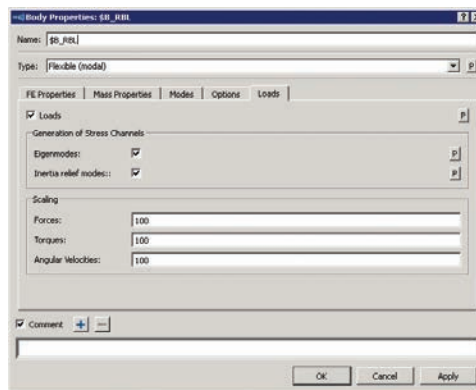 Body Properties: $B_RBL
Name: $B_RBL
Type: Flexible (modal) P
FE Properties Mass Properties Modes Options Loads
Loads P
Generation of Stress Channels
Eigenmodes: P
Inertia relief modes:: P
Scaling
Forces: 100
Torques: 100
Angular Velocities: 100
Comment
OK Cancel Apply